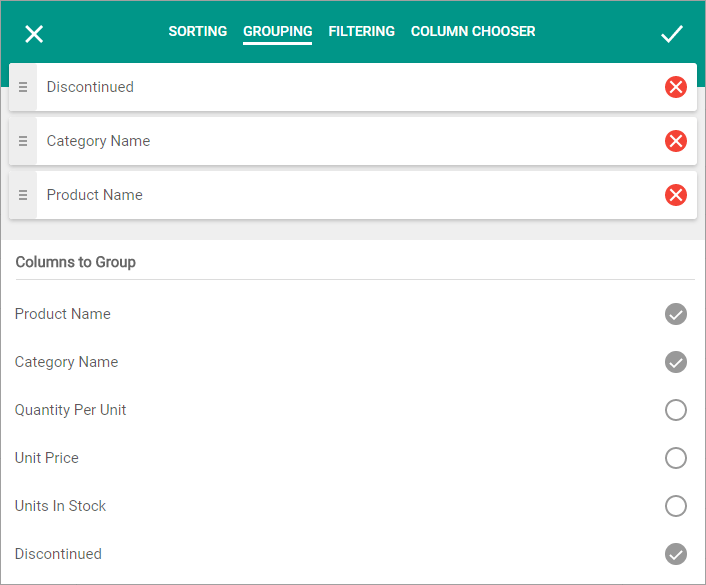 SORTING GROUPING FILTERING COLUMN CHOOSER
Discontinued
Category Name
Product Name
Columns to Group
Product Name
Category Name
Quantity Per Unit
Unit Price
Units In Stock
Discontinued